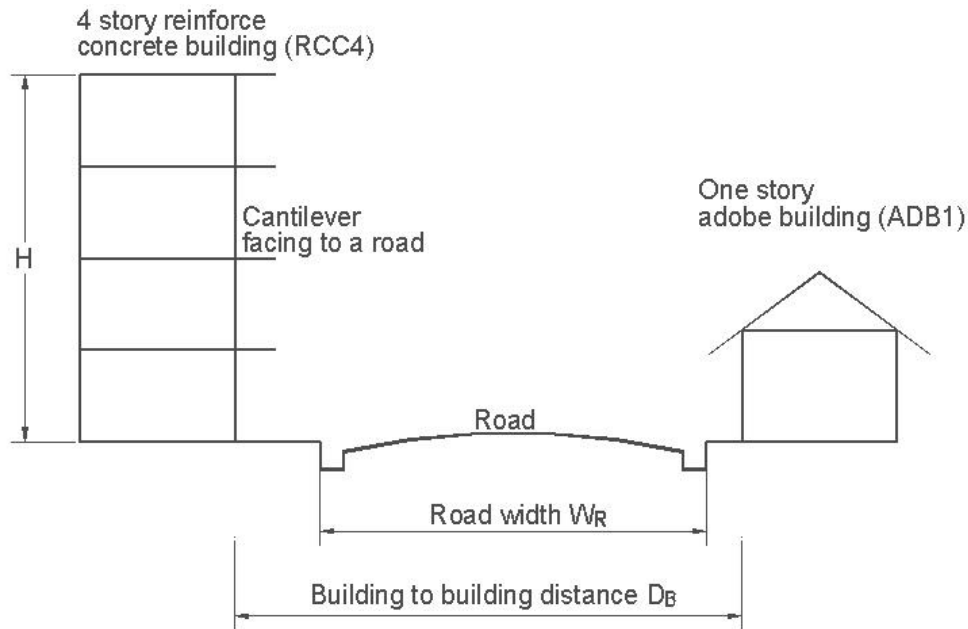 4 story reinforce
concrete building (RCC4)
One story
adobe building (ADB1)
Cantilever
facing to a road
H
Road
Road width WR
Building to building distance DB